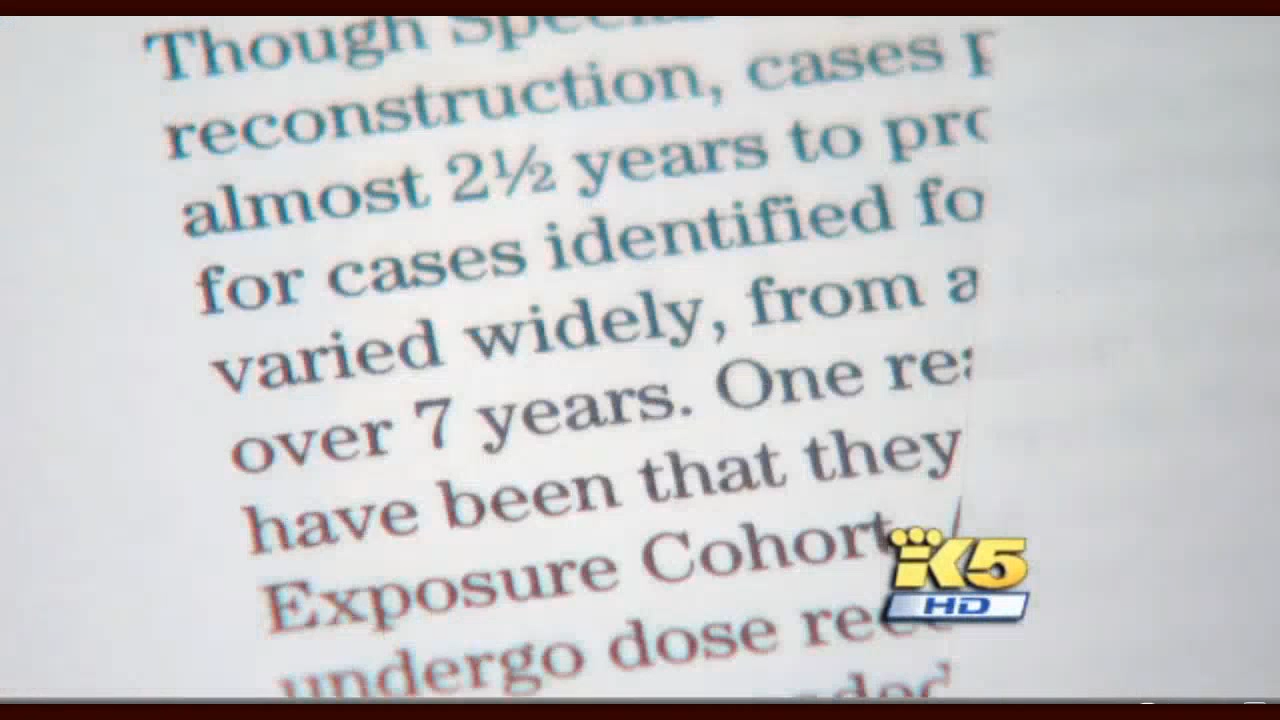 Though Special
reconstruction, cases
almost 2½ years to
for cases identified
varied widely, from a
over 7 years. One
have been that they
Exposure Cohort
undergo dose
K5
HD